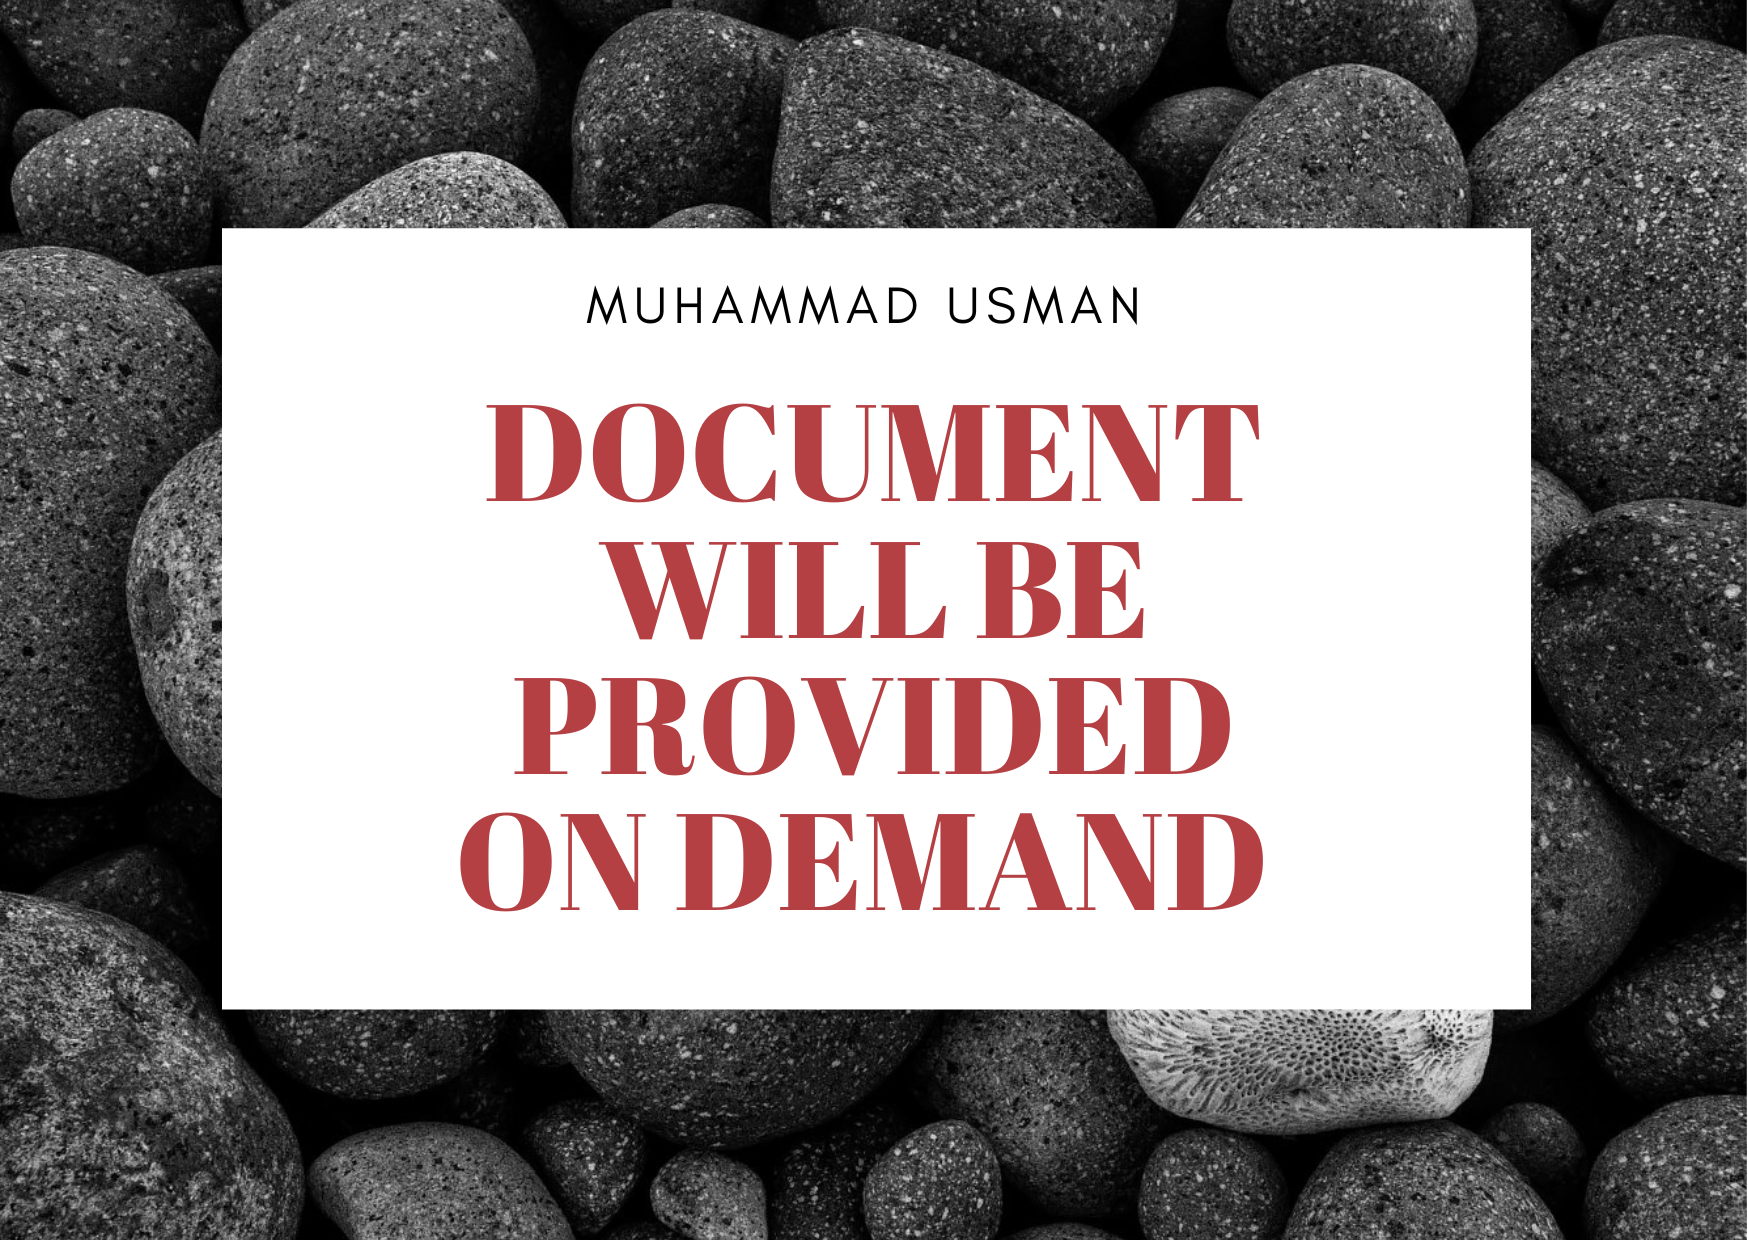 MUHAMMAD USMAN
DOCUMENT
WILL BE
PROVIDED
ON DEMAND